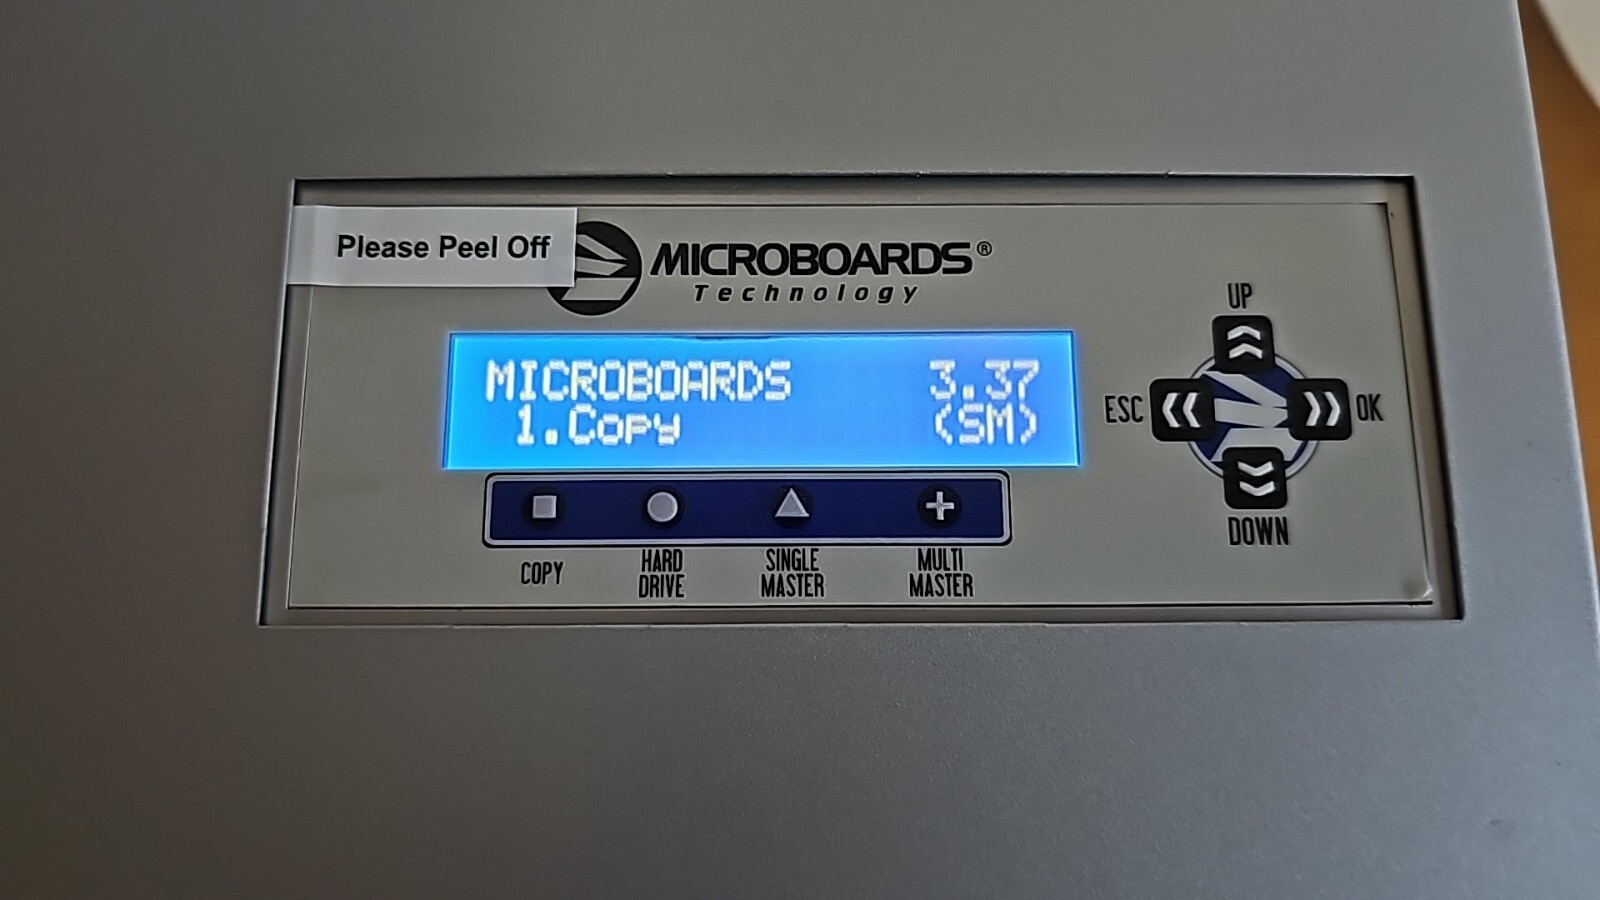 Please Peel Off
MICROBOARDS®
Technology
MICROBOARDS 3.37
1.Copy (SM)
UP
ESC
OK
DOWN
COPY
HARD DRIVE
SINGLE MASTER
MULTI MASTER